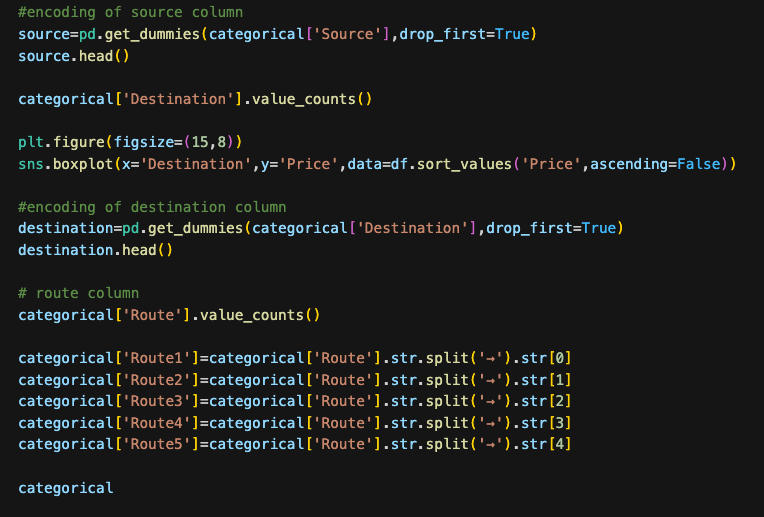 #encoding of source column
source=pd.get_dummies(categorical['Source'],drop_first=True)
source.head()
categorical['Destination'].value_counts()
plt.figure(figsize=(15,8))
sns.boxplot(x='Destination',y='Price',data=df.sort_values('Price',ascending=False))
#encoding of destination column
destination=pd.get_dummies(categorical['Destination'],drop_first=True)
destination.head()
# route column
categorical['Route'].value_counts()
categorical['Route1']=categorical['Route'].str.split('→').str[0]
categorical['Route2']=categorical['Route'].str.split('→').str[1]
categorical['Route3']=categorical['Route'].str.split('→').str[2]
categorical['Route4']=categorical['Route'].str.split('→').str[3]
categorical['Route5']=categorical['Route'].str.split('→').str[4]
categorical